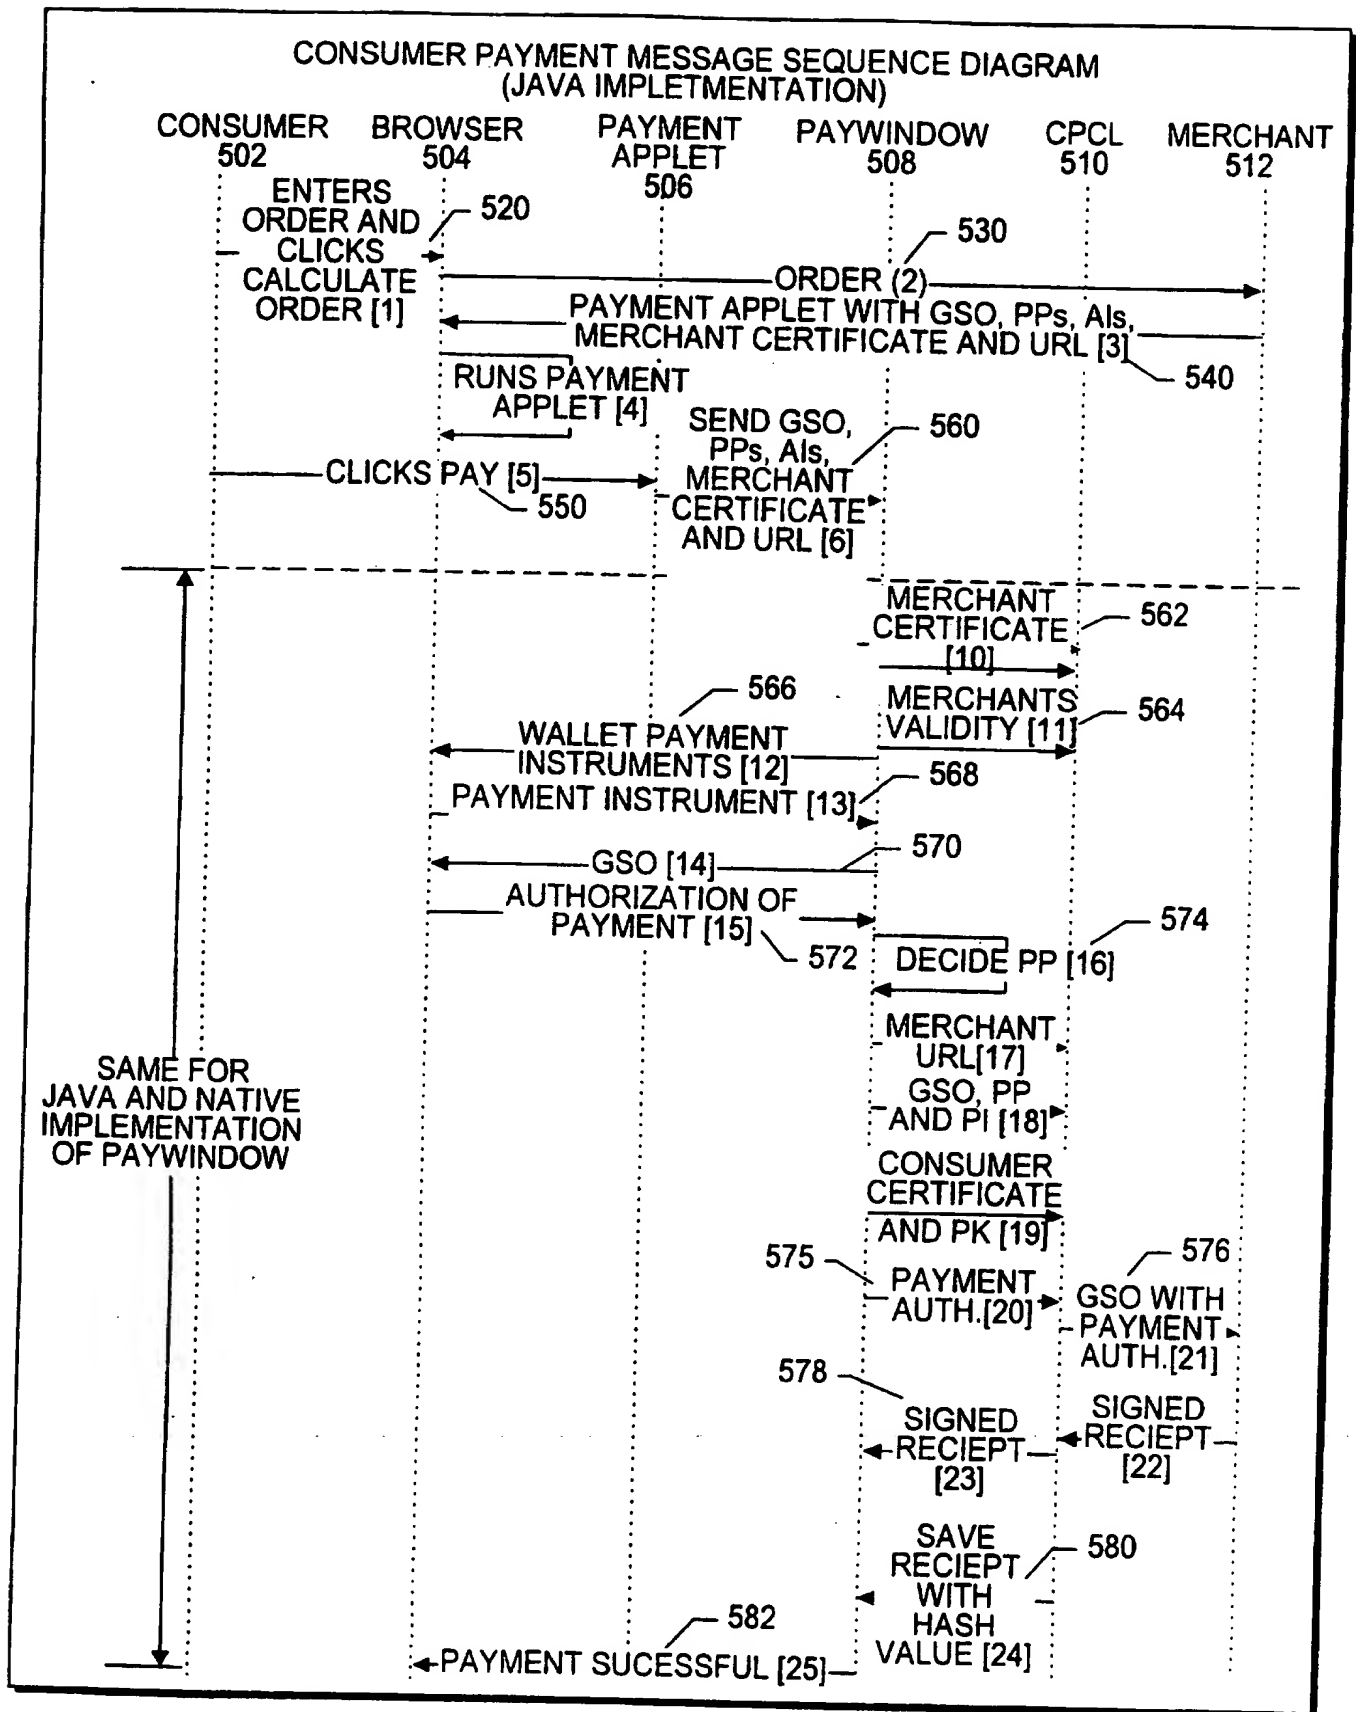 CONSUMER PAYMENT MESSAGE SEQUENCE DIAGRAM
(JAVA IMPLETMENTATION)
CONSUMER
502
BROWSER
504
PAYMENT
APPLET
506
PAYWINDOW
508
CPCL
510
MERCHANT
512
ENTERS
ORDER AND
CLICKS
CALCULATE
ORDER [1]
520
530
ORDER (2)
PAYMENT APPLET WITH GSO, PPs, AIs,
MERCHANT CERTIFICATE AND URL [3]
540
RUNS PAYMENT
APPLET [4]
SEND GSO,
PPs, AIs,
MERCHANT
CERTIFICATE
AND URL [6]
560
CLICKS PAY [5]
550
MERCHANT
CERTIFICATE
[10]
562
566
MERCHANTS
VALIDITY [11]
564
WALLET PAYMENT
INSTRUMENTS [12]
568
PAYMENT INSTRUMENT [13]
570
GSO [14]
AUTHORIZATION OF
PAYMENT [15]
572
574
DECIDE PP [16]
MERCHANT
URL[17]
GSO, PP
AND PI [18]
SAME FOR
JAVA AND NATIVE
IMPLEMENTATION
OF PAYWINDOW
CONSUMER
CERTIFICATE
AND PK [19]
575
PAYMENT
AUTH.[20]
576
GSO WITH
PAYMENT
AUTH.[21]
578
SIGNED
RECIEPT
[23]
SIGNED
RECIEPT
[22]
SAVE
RECIEPT
WITH
HASH
VALUE [24]
580
582
PAYMENT SUCESSFUL [25]